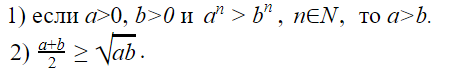 1) если a>0, b>0 и aⁿ > bⁿ , n∈N, то a>b.
2) (a+b)/2 ≥ √(ab) .